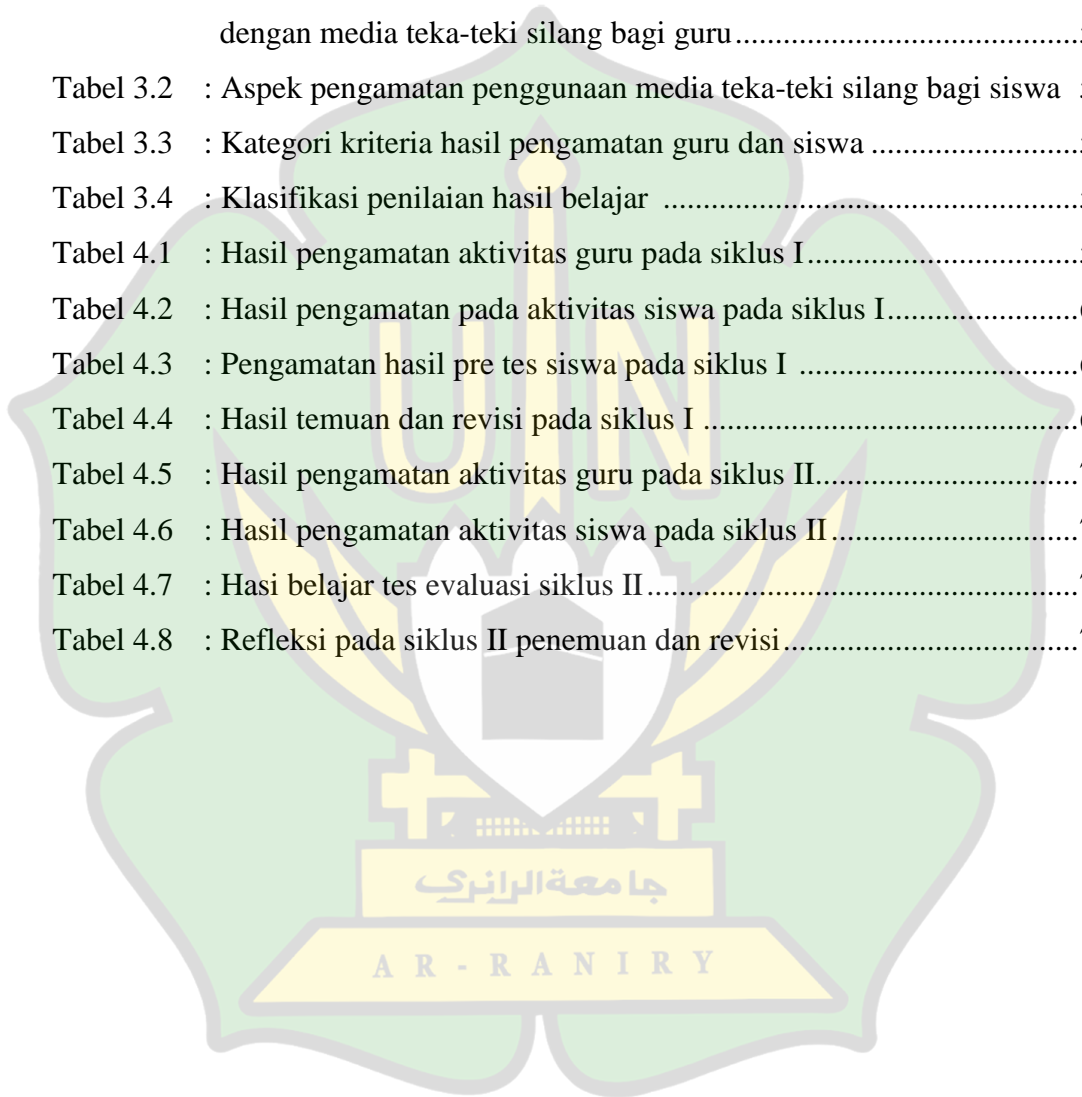 dengan media teka-teki silang bagi guru....................................
Tabel 3.2 : Aspek pengamatan penggunaan media teka-teki silang bagi siswa
Tabel 3.3 : Kategori kriteria hasil pengamatan guru dan siswa ....................
Tabel 3.4 : Klasifikasi penilaian hasil belajar ........................................
Tabel 4.1 : Hasil pengamatan aktivitas guru pada siklus I..........................
Tabel 4.2 : Hasil pengamatan pada aktivitas siswa pada siklus I..................
Tabel 4.3 : Pengamatan hasil pre tes siswa pada siklus I ...........................
Tabel 4.4 : Hasil temuan dan revisi pada siklus I .....................................
Tabel 4.5 : Hasil pengamatan aktivitas guru pada siklus II.........................
Tabel 4.6 : Hasil pengamatan aktivitas siswa pada siklus II.......................
Tabel 4.7 : Hasi belajar tes evaluasi siklus II..........................................
Tabel 4.8 : Refleksi pada siklus II penemuan dan revisi.............................
UIN
جامعة الرانري
AR-RANIRY